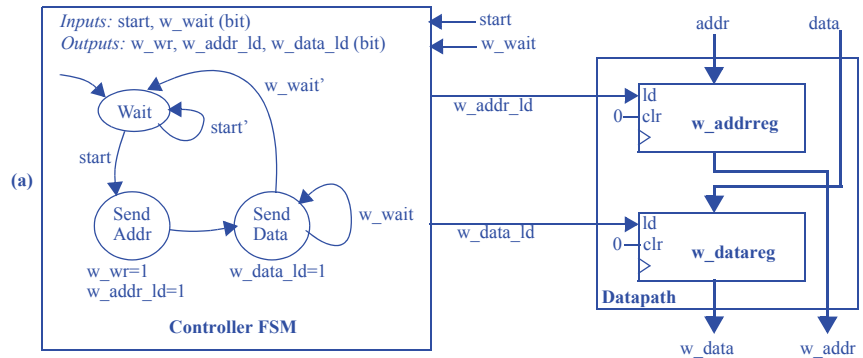 Inputs: start, w_wait (bit)
Outputs: w_wr, w_addr_ld, w_data_ld (bit)
start
w_wait
addr
data
Wait
w_wait’
start’
start
(a)
Send
Addr
Send
Data
w_wait
w_wr=1
w_addr_ld=1
w_data_ld=1
Controller FSM
w_addr_ld
ld
0
clr
w_addrreg
w_data_ld
ld
0
clr
w_datareg
Datapath
w_data
w_addr